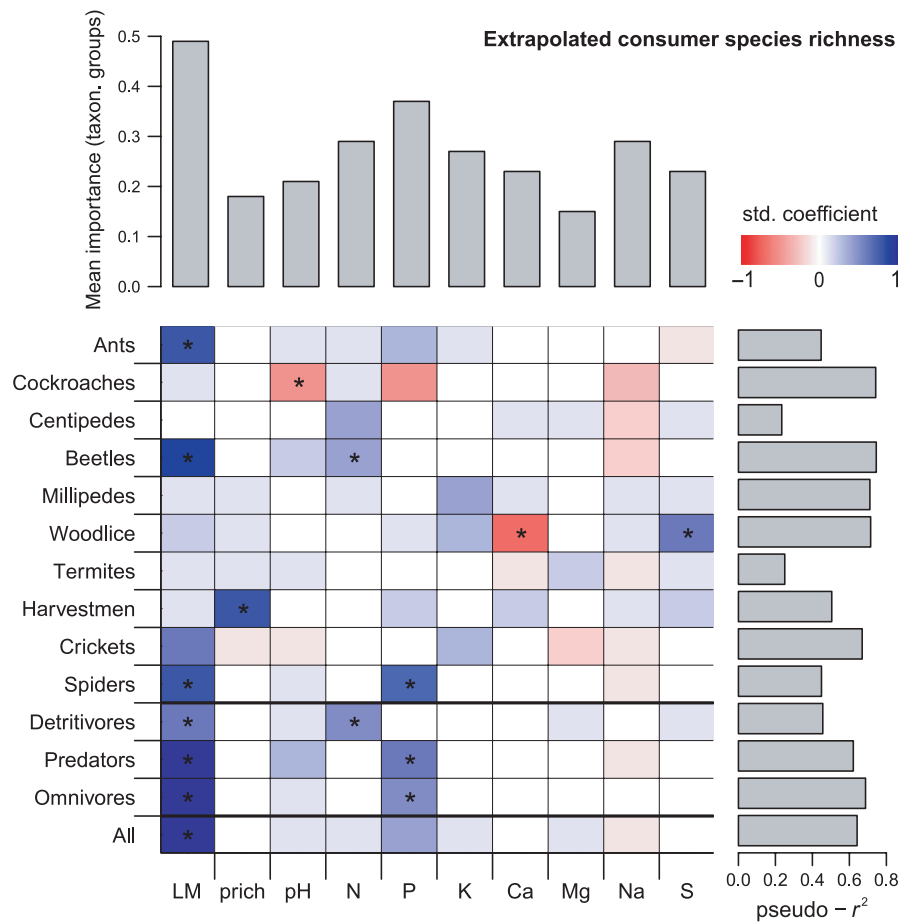 Extrapolated consumer species richness
Mean importance (taxon. groups)
0.5
0.4
0.3
0.2
0.1
0.0
std. coefficient
−1 0 1
Ants *
Cockroaches *
Centipedes
Beetles * *
Millipedes
Woodlice * *
Termites
Harvestmen *
Crickets
Spiders * *
Detritivores * *
Predators * *
Omnivores * *
All *
LM prich pH N P K Ca Mg Na S
0.0 0.2 0.4 0.6 0.8
pseudo − r²